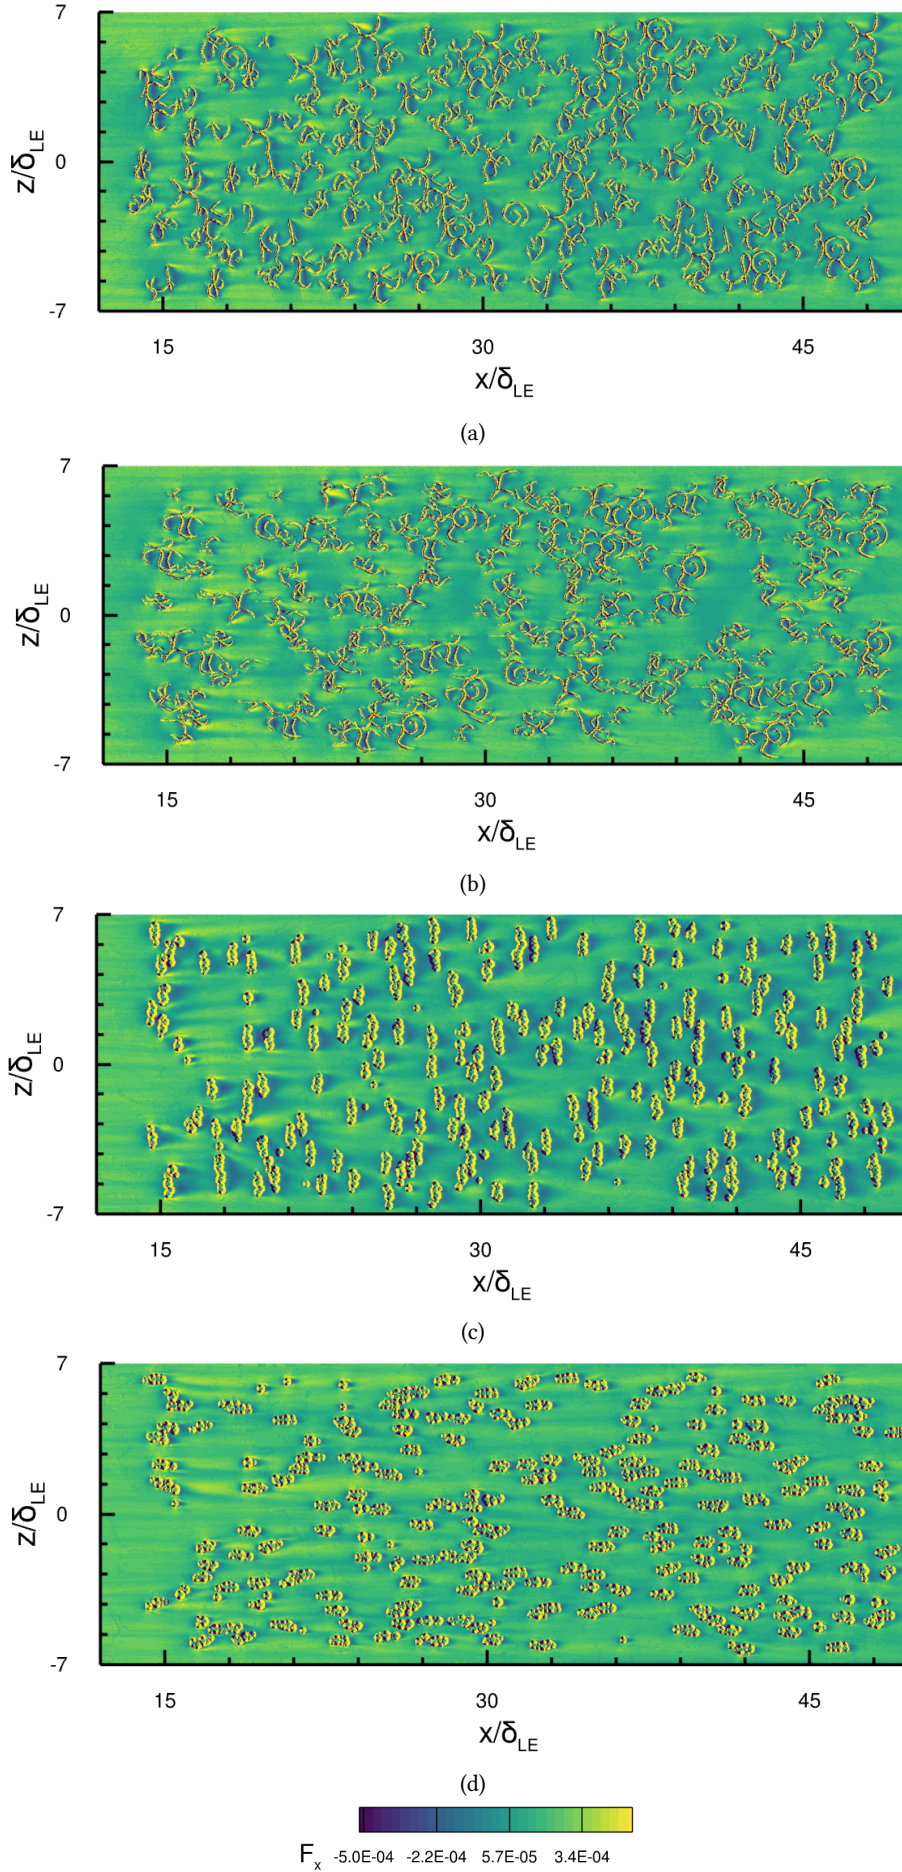 7
0
-7
z/δLE
15 30 45
x/δLE
(a)
7
0
-7
z/δLE
15 30 45
x/δLE
(b)
7
0
-7
z/δLE
15 30 45
x/δLE
(c)
7
0
-7
z/δLE
15 30 45
x/δLE
(d)
Fx -5.0E-04 -2.2E-04 5.7E-05 3.4E-04